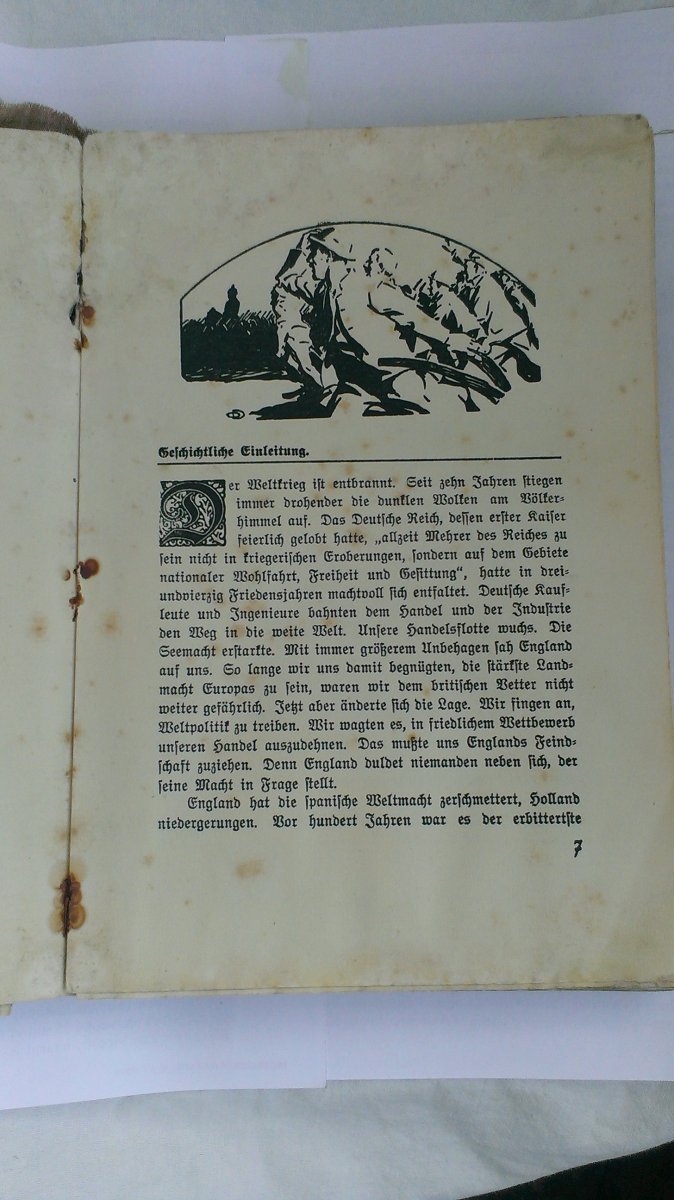 Geschichtliche Einleitung.
Der Weltkrieg ist entbrannt. Seit zehn Jahren stiegen
immer drohender die dunklen Wolken am Völker-
himmel auf. Das Deutsche Reich, dessen erster Kaiser
feierlich gelobt hatte, „allzeit Mehrer des Reiches zu
sein nicht in kriegerischen Eroberungen, sondern auf dem Gebiete
nationaler Wohlfahrt, Freiheit und Gesittung“, hatte in drei-
undvierzig Friedensjahren machtvoll sich entfaltet. Deutsche Kauf-
leute und Ingenieure bahnten dem Handel und der Industrie
den Weg in die weite Welt. Unsere Handelsflotte wuchs. Die
Seemacht erstarkte. Mit immer größerem Unbehagen sah England
auf uns. So lange wir uns damit begnügten, die stärkste Land-
macht Europas zu sein, waren wir dem britischen Vetter nicht
weiter gefährlich. Jetzt aber änderte sich die Lage. Wir fingen an,
Weltpolitik zu treiben. Wir wagten es, in friedlichem Wettbewerb
unseren Handel auszudehnen. Das mußte uns Englands Feind-
schaft zuziehen. Denn England duldet niemanden neben sich, der
seine Macht in Frage stellt.
England hat die spanische Weltmacht zerschmettert, Holland
niedergerungen. Vor hundert Jahren war es der erbittertste
7